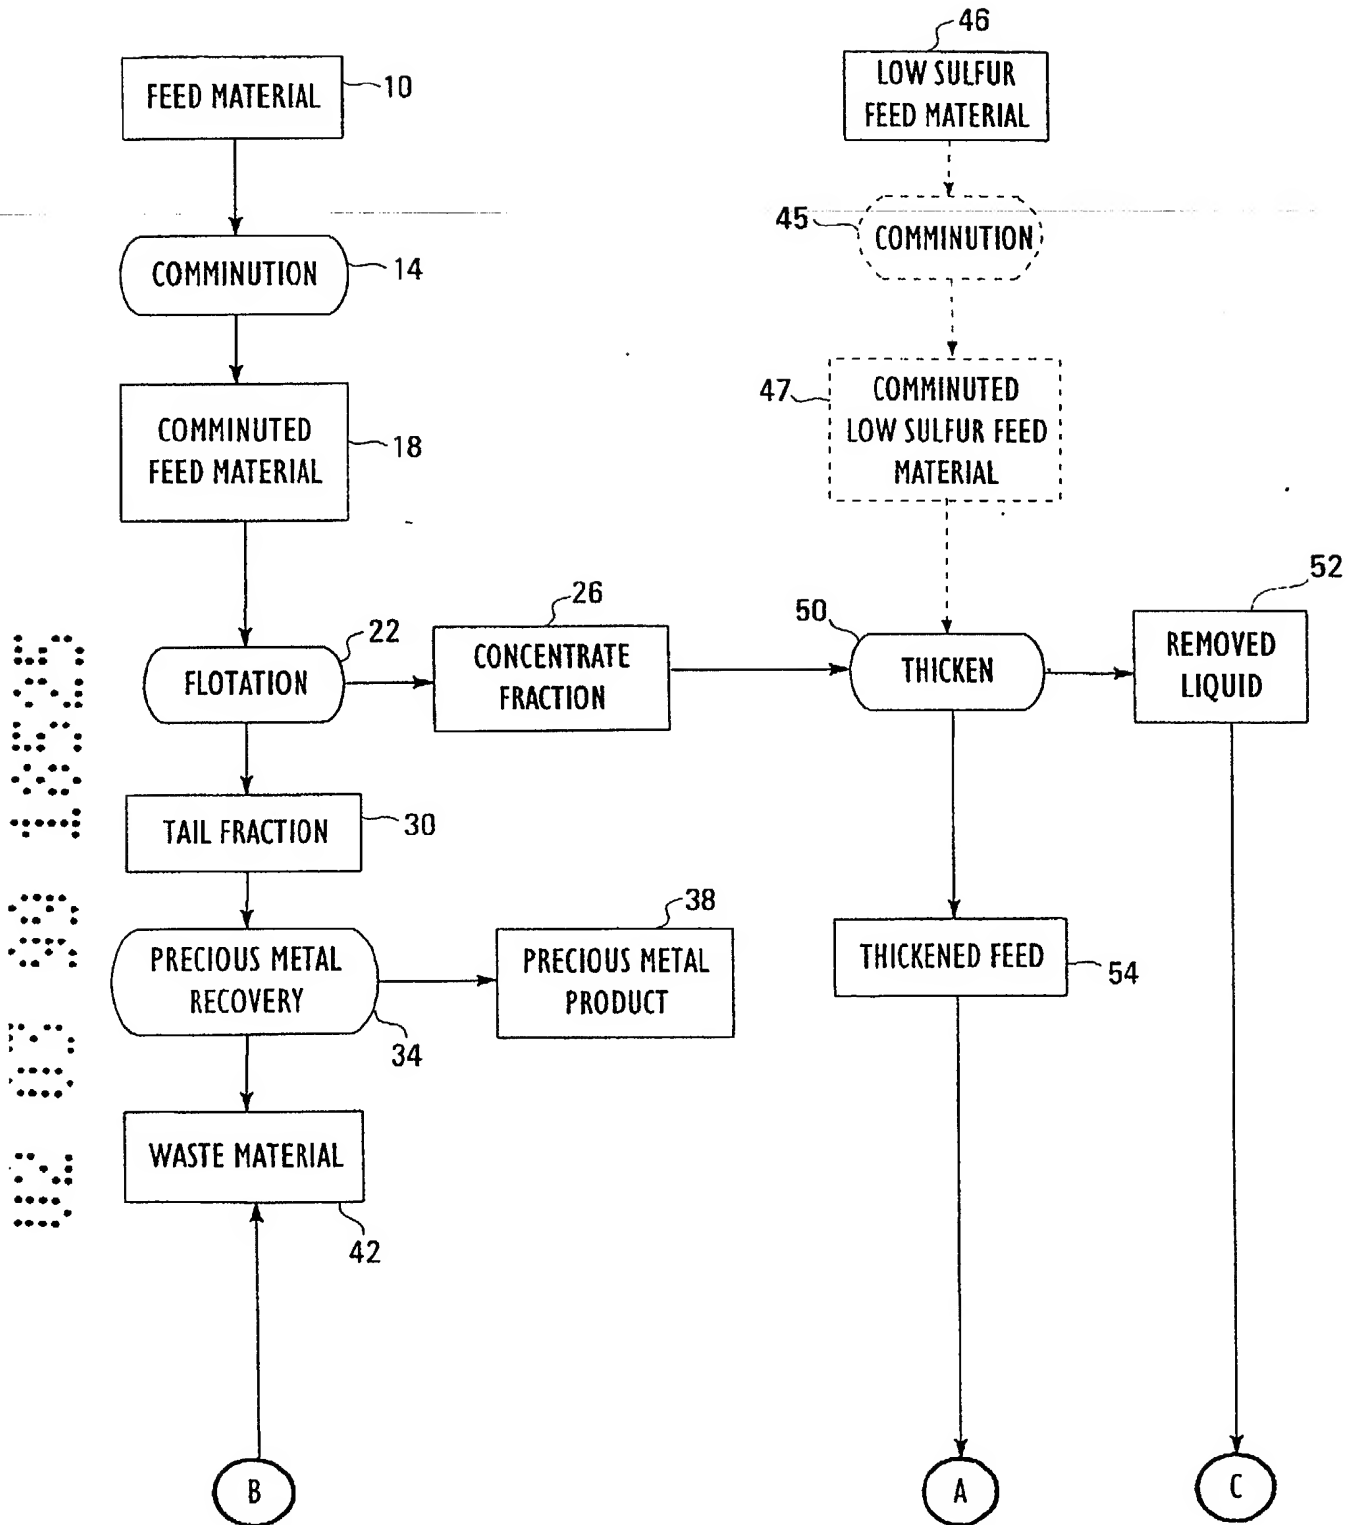 46
FEED MATERIAL
10
LOW SULFUR
FEED MATERIAL
45
COMMINUTION
COMMINUTION
14
47
COMMINUTED
LOW SULFUR FEED
MATERIAL
COMMINUTED
FEED MATERIAL
18
52
26
50
22
FLOTATION
CONCENTRATE
FRACTION
THICKEN
REMOVED
LIQUID
TAIL FRACTION
30
38
PRECIOUS METAL
RECOVERY
34
PRECIOUS METAL
PRODUCT
THICKENED FEED
54
WASTE MATERIAL
42
B
A
C